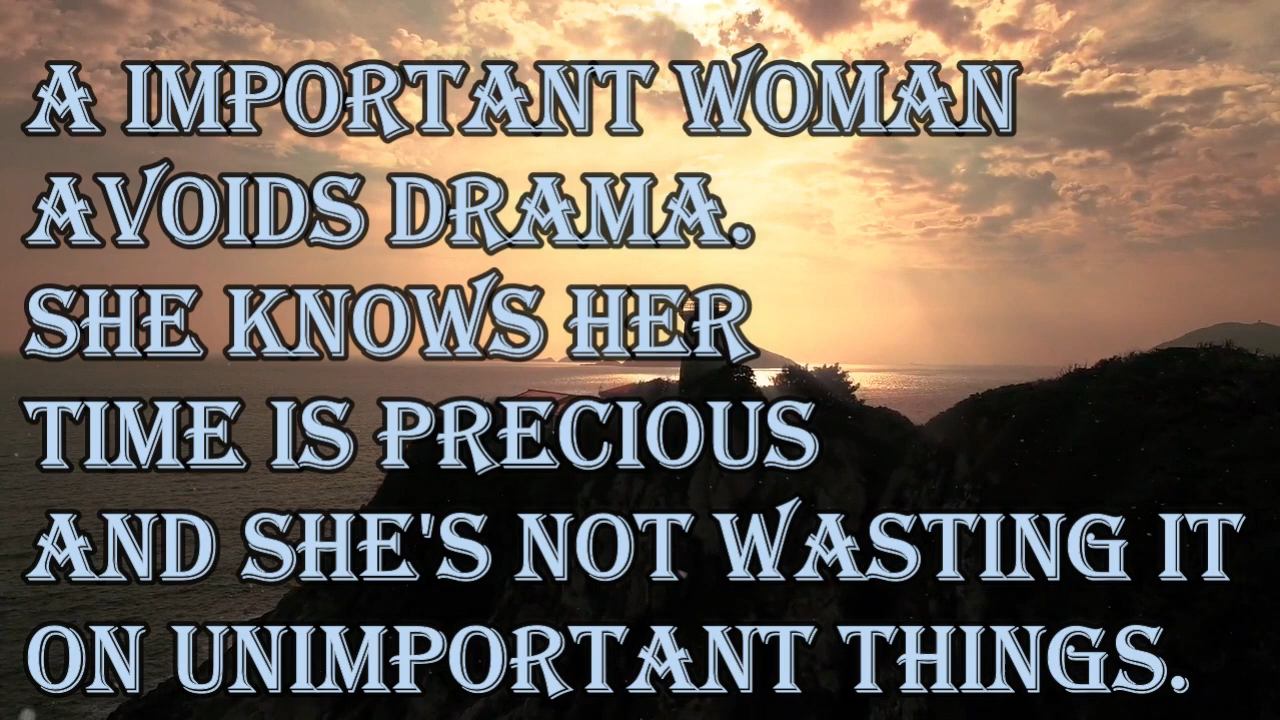 A IMPORTANT WOMAN
AVOIDS DRAMA.
SHE KNOWS HER
TIME IS PRECIOUS
AND SHE'S NOT WASTING IT
ON UNIMPORTANT THINGS.